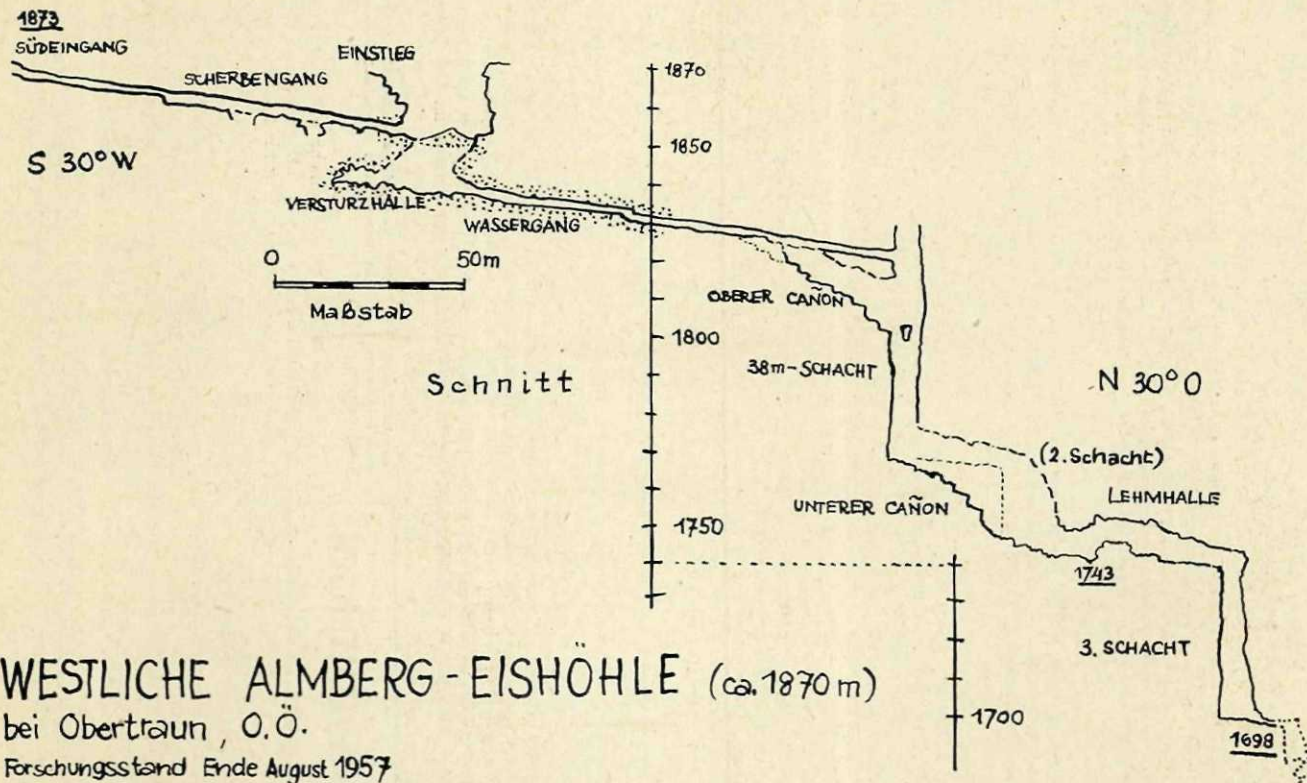 1873
SÜDEINGANG
EINSTIEG
SCHERBENGANG
1870
S 30° W
1850
VERSTURZHALLE
WASSERGANG
0 50m
Maßstab
OBERER CAÑON
1800
38m-SCHACHT
Schnitt
N 30° O
(2. Schacht)
LEHMHALLE
UNTERER CAÑON
1750
1743
3. SCHACHT
WESTLICHE ALMBERG-EISHÖHLE (ca. 1870 m)
bei Obertraun, O.Ö.
1700
1698
Forschungsstand Ende August 1957